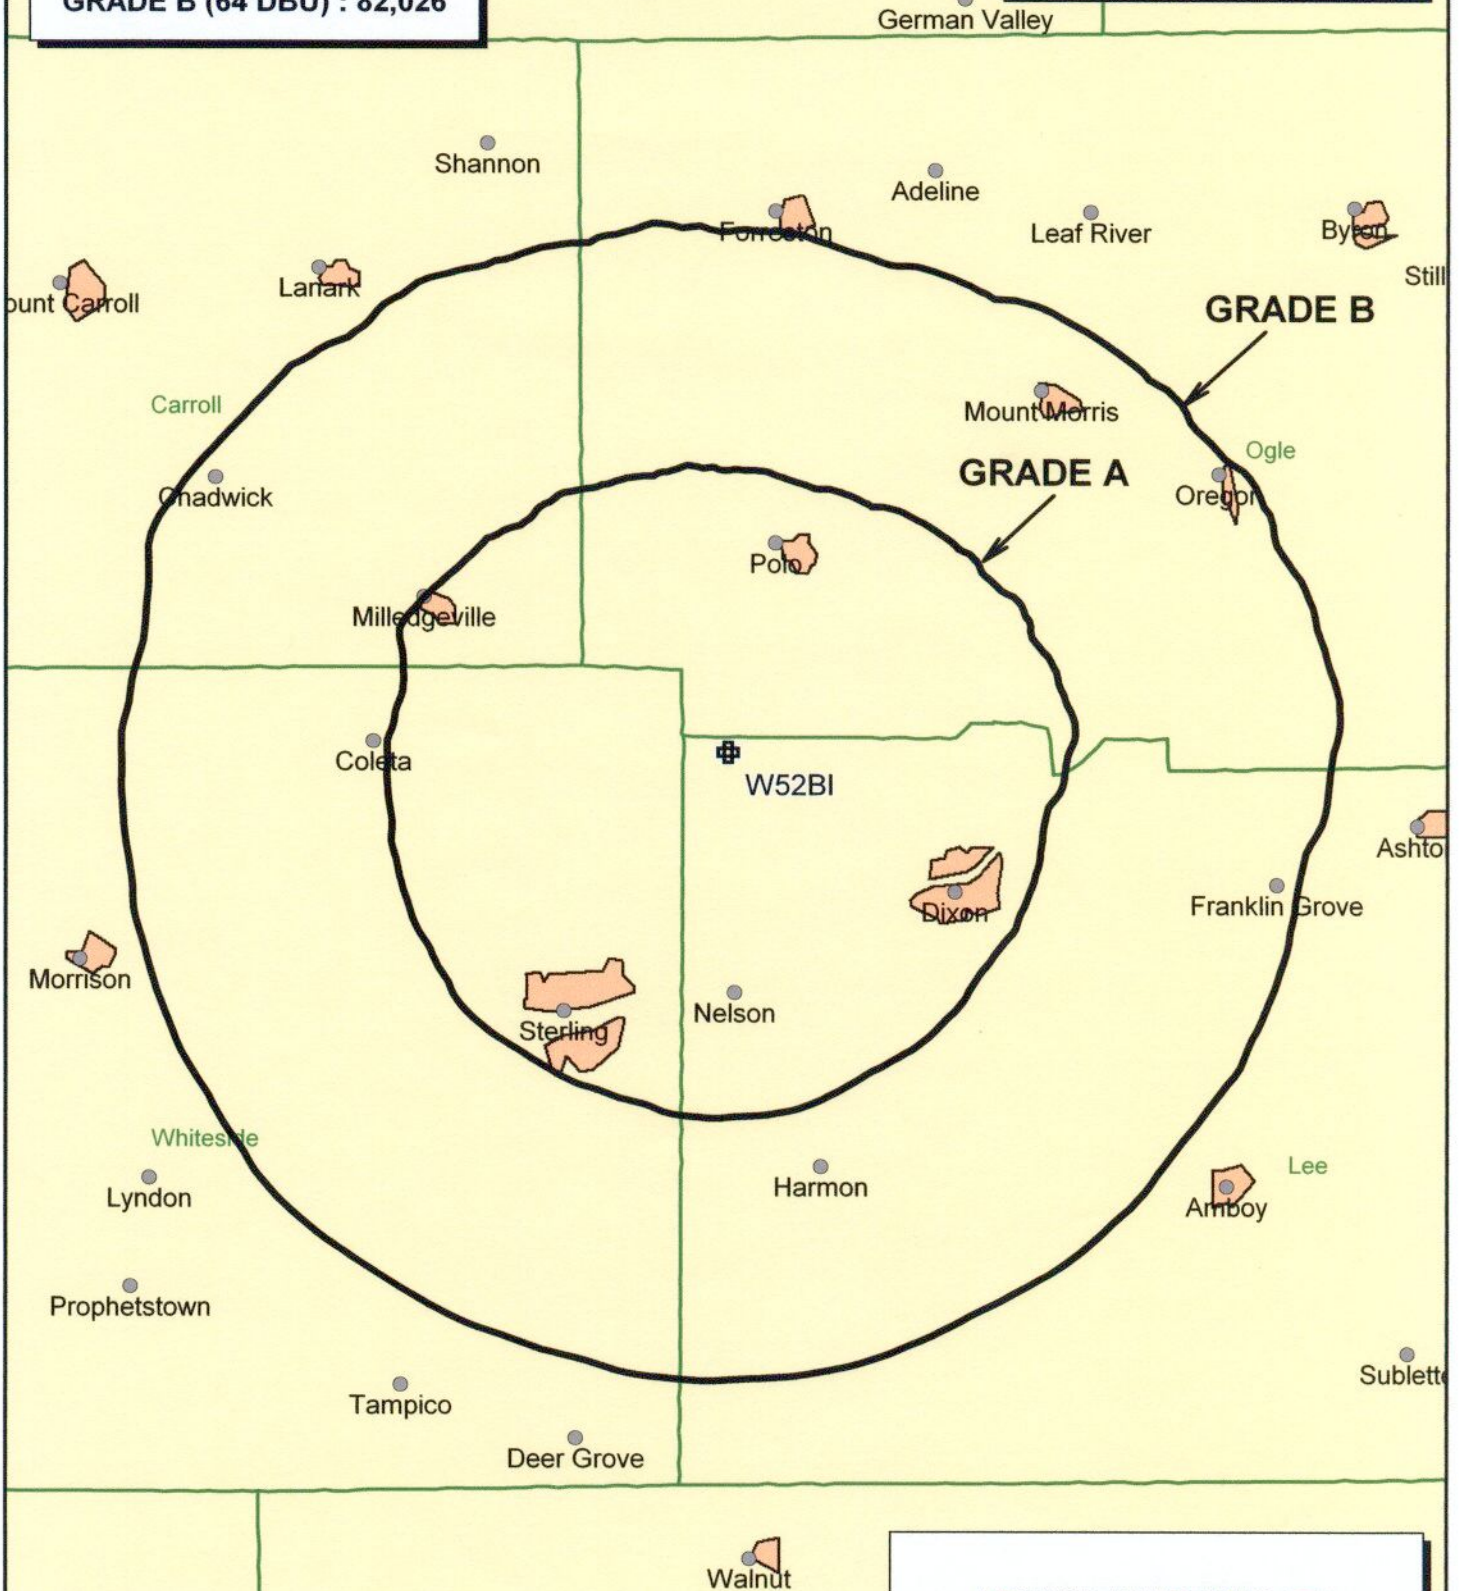 GRADE B (64 DBU) : 82,026
German Valley
Shannon
Adeline
Forreston
Leaf River
Byron
Still
Lanark
ount Carroll
GRADE B
Carroll
Mount Morris
Ogle
GRADE A
Chadwick
Oregon
Polo
Milledgeville
Coleta
W52BI
Ashto
Dixon
Franklin Grove
Morrison
Nelson
Sterling
Whiteside
Lee
Harmon
Lyndon
Amboy
Prophetstown
Sublette
Tampico
Deer Grove
Walnut